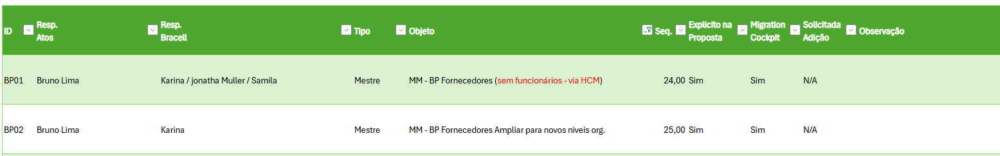 ID Resp. Atos Resp. Bracell Tipo Objeto Seq. Explicito na Proposta Migration Cockpit Solicitada Adição Observação
BP01 Bruno Lima Karina / jonatha Muller / Samila Mestre MM - BP Fornecedores (sem funcionários - via HCM) 24,00 Sim Sim N/A
BP02 Bruno Lima Karina Mestre MM - BP Fornecedores Ampliar para novos niveis org. 25,00 Sim Sim N/A